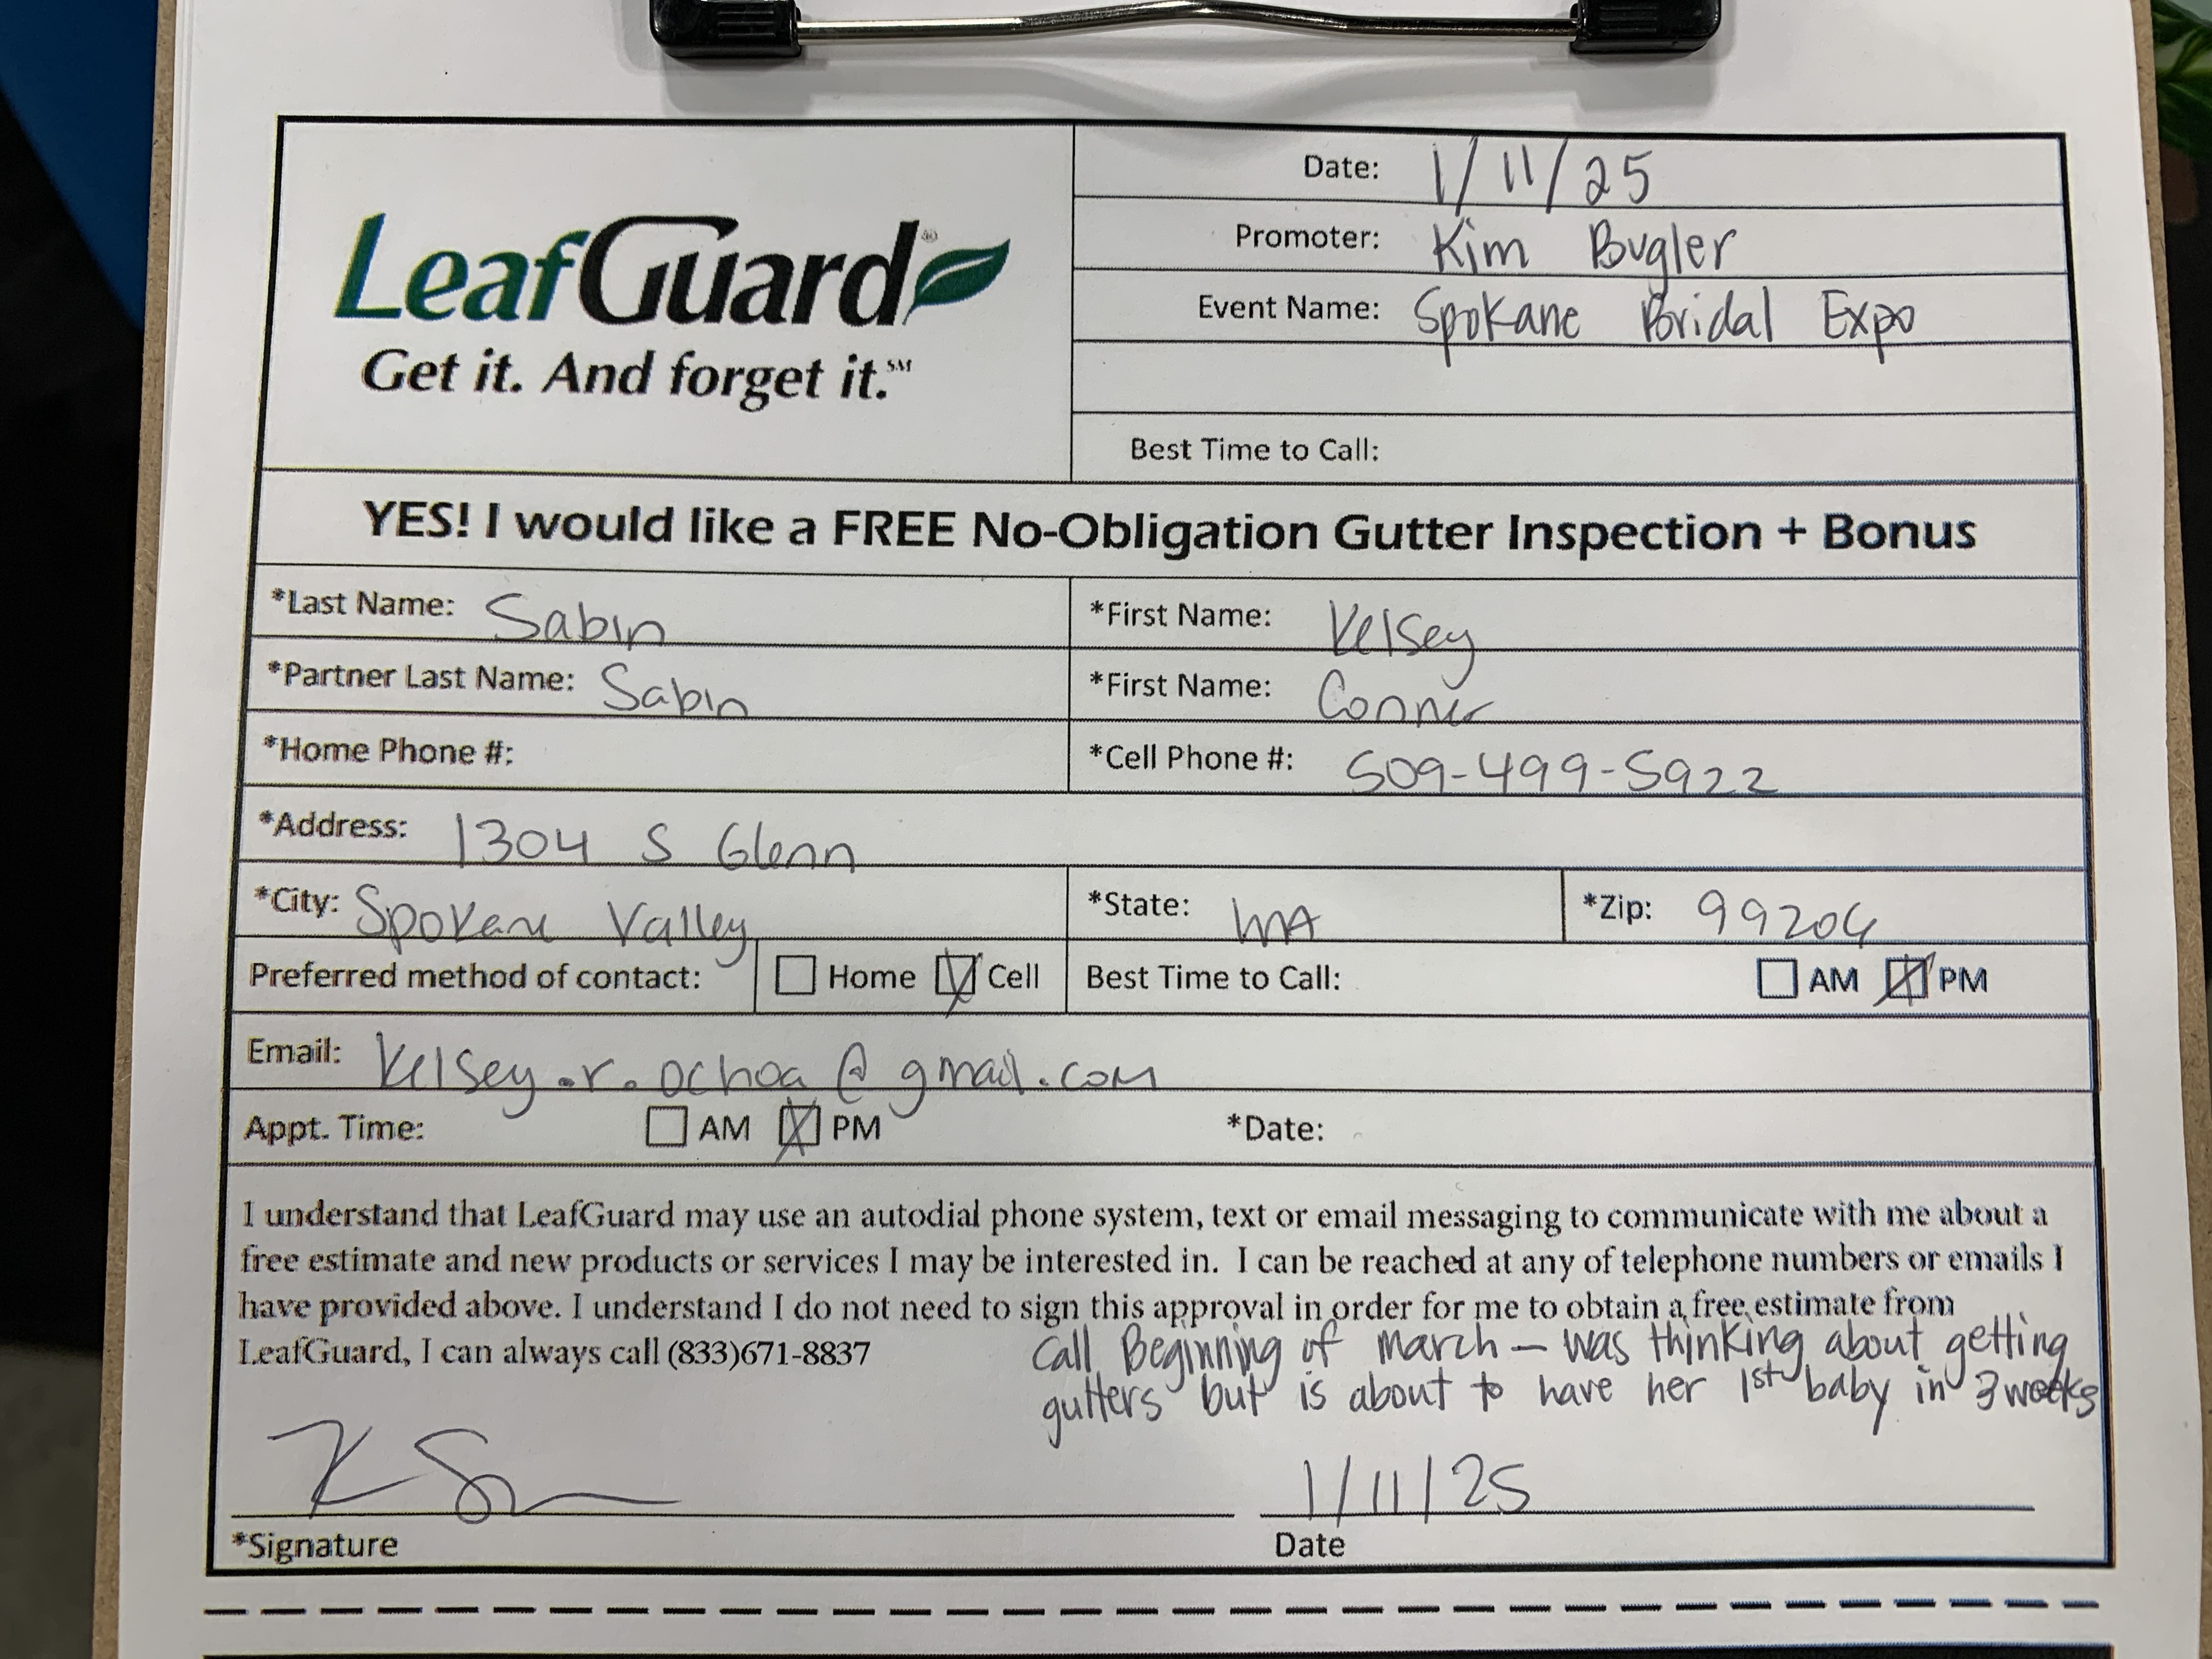 LeafGuard®
Get it. And forget it.℠
Date: 1/11/25
Promoter: Kim Bugler
Event Name: Spokane Bridal Expo
Best Time to Call:
YES! I would like a FREE No-Obligation Gutter Inspection + Bonus
*Last Name: Sabin *First Name: Kelsey
*Partner Last Name: Sabin *First Name: Conner
*Home Phone #: *Cell Phone #: 509-499-5922
*Address: 1304 S Glenn
*City: Spokane Valley *State: WA *Zip: 99204
Preferred method of contact: Home Cell Best Time to Call: AM PM
Email: kelsey.r.ochoa@gmail.com
Appt. Time: AM PM *Date:
I understand that LeafGuard may use an autodial phone system, text or email messaging to communicate with me about a
free estimate and new products or services I may be interested in. I can be reached at any of telephone numbers or emails I
have provided above. I understand I do not need to sign this approval in order for me to obtain a free estimate from
LeafGuard, I can always call (833)671-8837
Call Beginning of march – was thinking about getting
gutters but is about to have her 1st baby in 3 weeks
1/11/25
*Signature Date